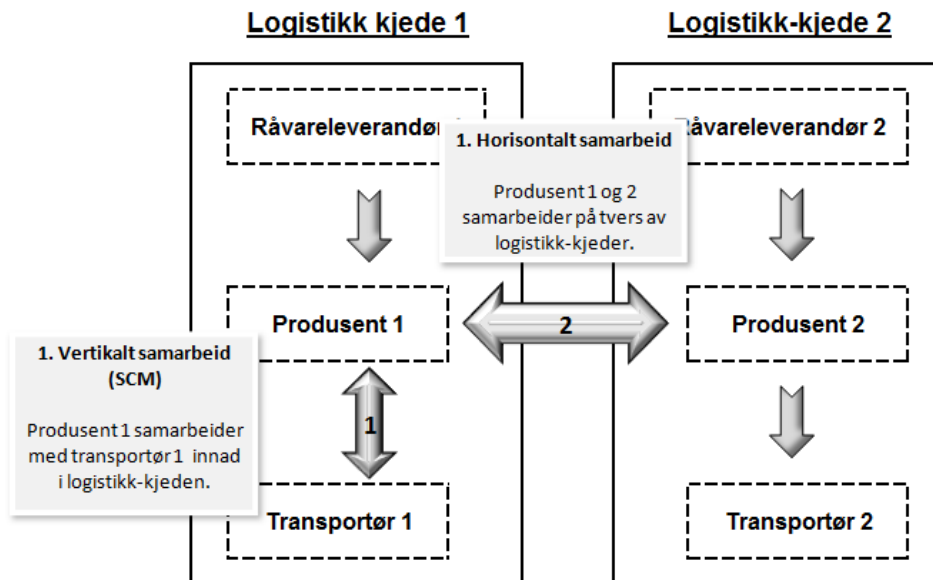 Logistikk kjede 1
Logistikk-kjede 2
Råvareleverandør
Råvareleverandør 2
1. Horisontalt samarbeid
Produsent 1 og 2
samarbeider på tvers av
logistikk-kjeder.
Produsent 1
2
Produsent 2
1. Vertikalt samarbeid
(SCM)
Produsent 1 samarbeider
med transportør 1 innad
i logistikk-kjeden.
1
Transportør 1
Transportør 2